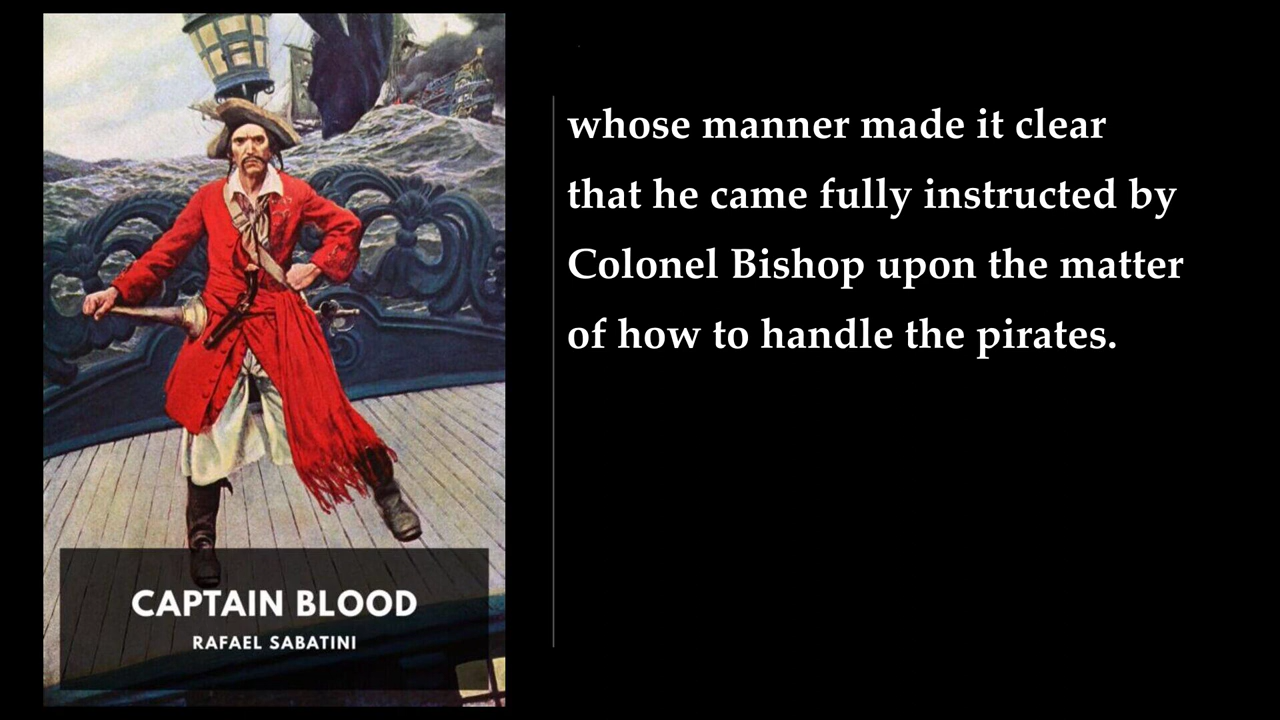 whose manner made it clear
that he came fully instructed by
Colonel Bishop upon the matter
of how to handle the pirates.
CAPTAIN BLOOD
RAFAEL SABATINI